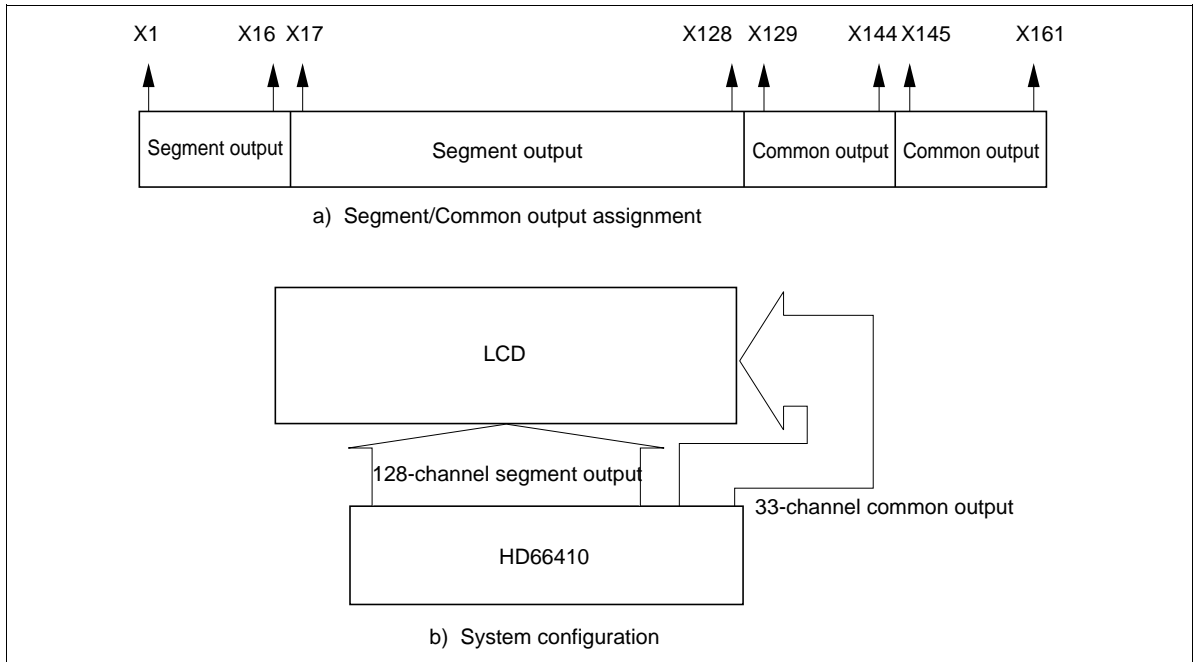 X1 X16 X17 X128 X129 X144 X145 X161
Segment output Segment output Common output Common output
a) Segment/Common output assignment
LCD
128-channel segment output
33-channel common output
HD66410
b) System configuration